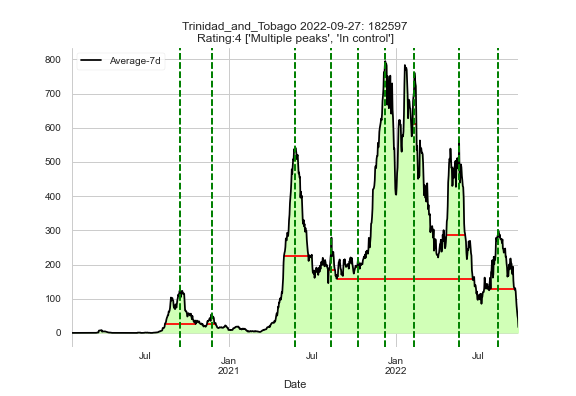 Trinidad_and_Tobago 2022-09-27: 182597
Rating:4 ['Multiple peaks', 'In control']
Average-7d
800
700
600
500
400
300
200
100
0
Jul
Jan
2021
Jul
Jan
2022
Jul
Date